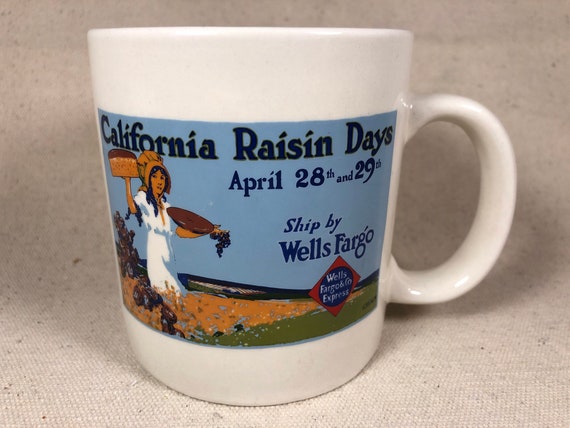 California Raisin Days
April 28th and 29th
Ship by
Wells Fargo
Wells
Fargo & Co
Express